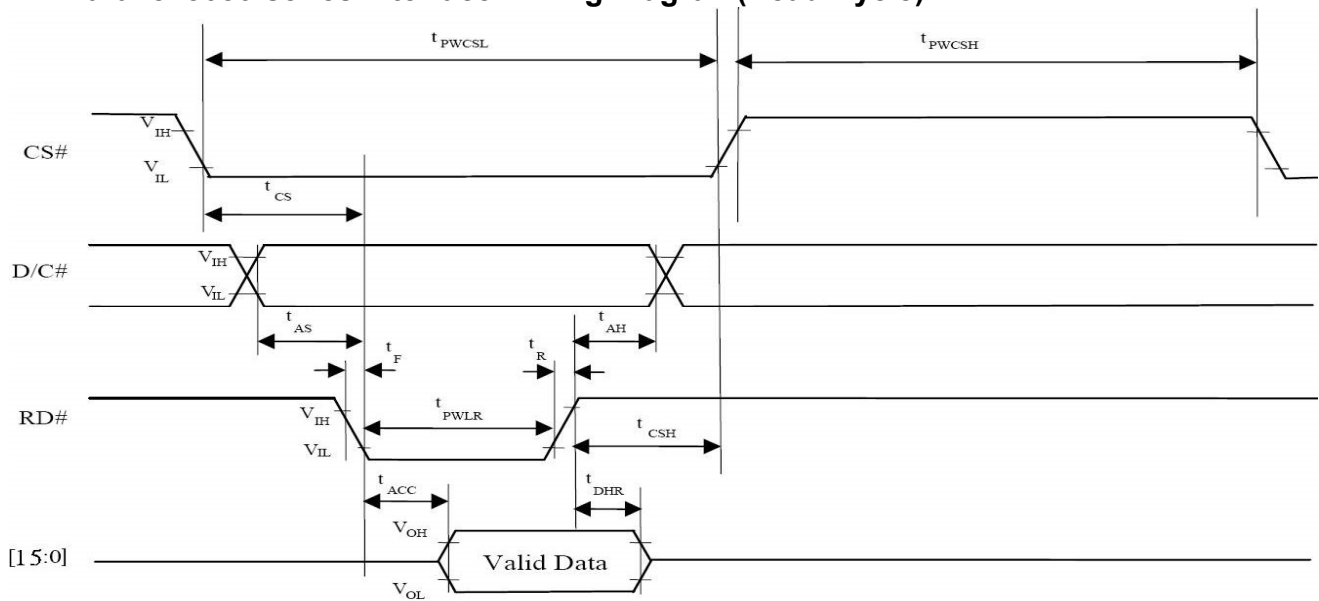 t PWCSL
t PWCSH
CS#
V IH
V IL
t CS
D/C#
V IH
V IL
t AS
t F
t R
t AH
RD#
V IH
V IL
t PWLR
t CSH
t ACC
t DHR
[15:0]
V OH
Valid Data
V OL